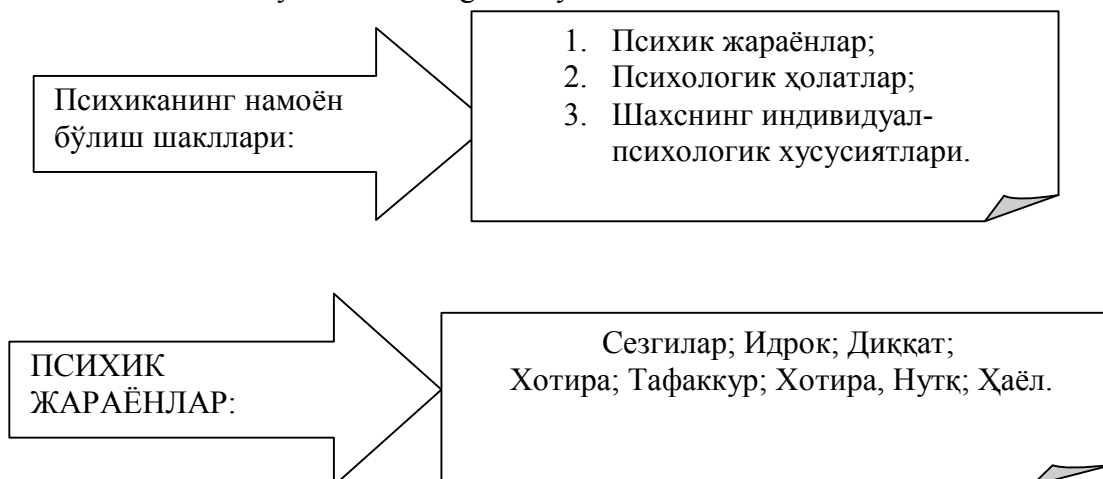 Психиканинг намоён
бўлиш шакллари:
1. Психик жараёнлар;
2. Психологик ҳолатлар;
3. Шахснинг индивидуал-
психологик хусусиятлари.
ПСИХИК
ЖАРАЁНЛАР:
Сезгилар; Идрок; Диққат;
Хотира; Тафаккур; Хотира, Нутқ; Ҳаёл.